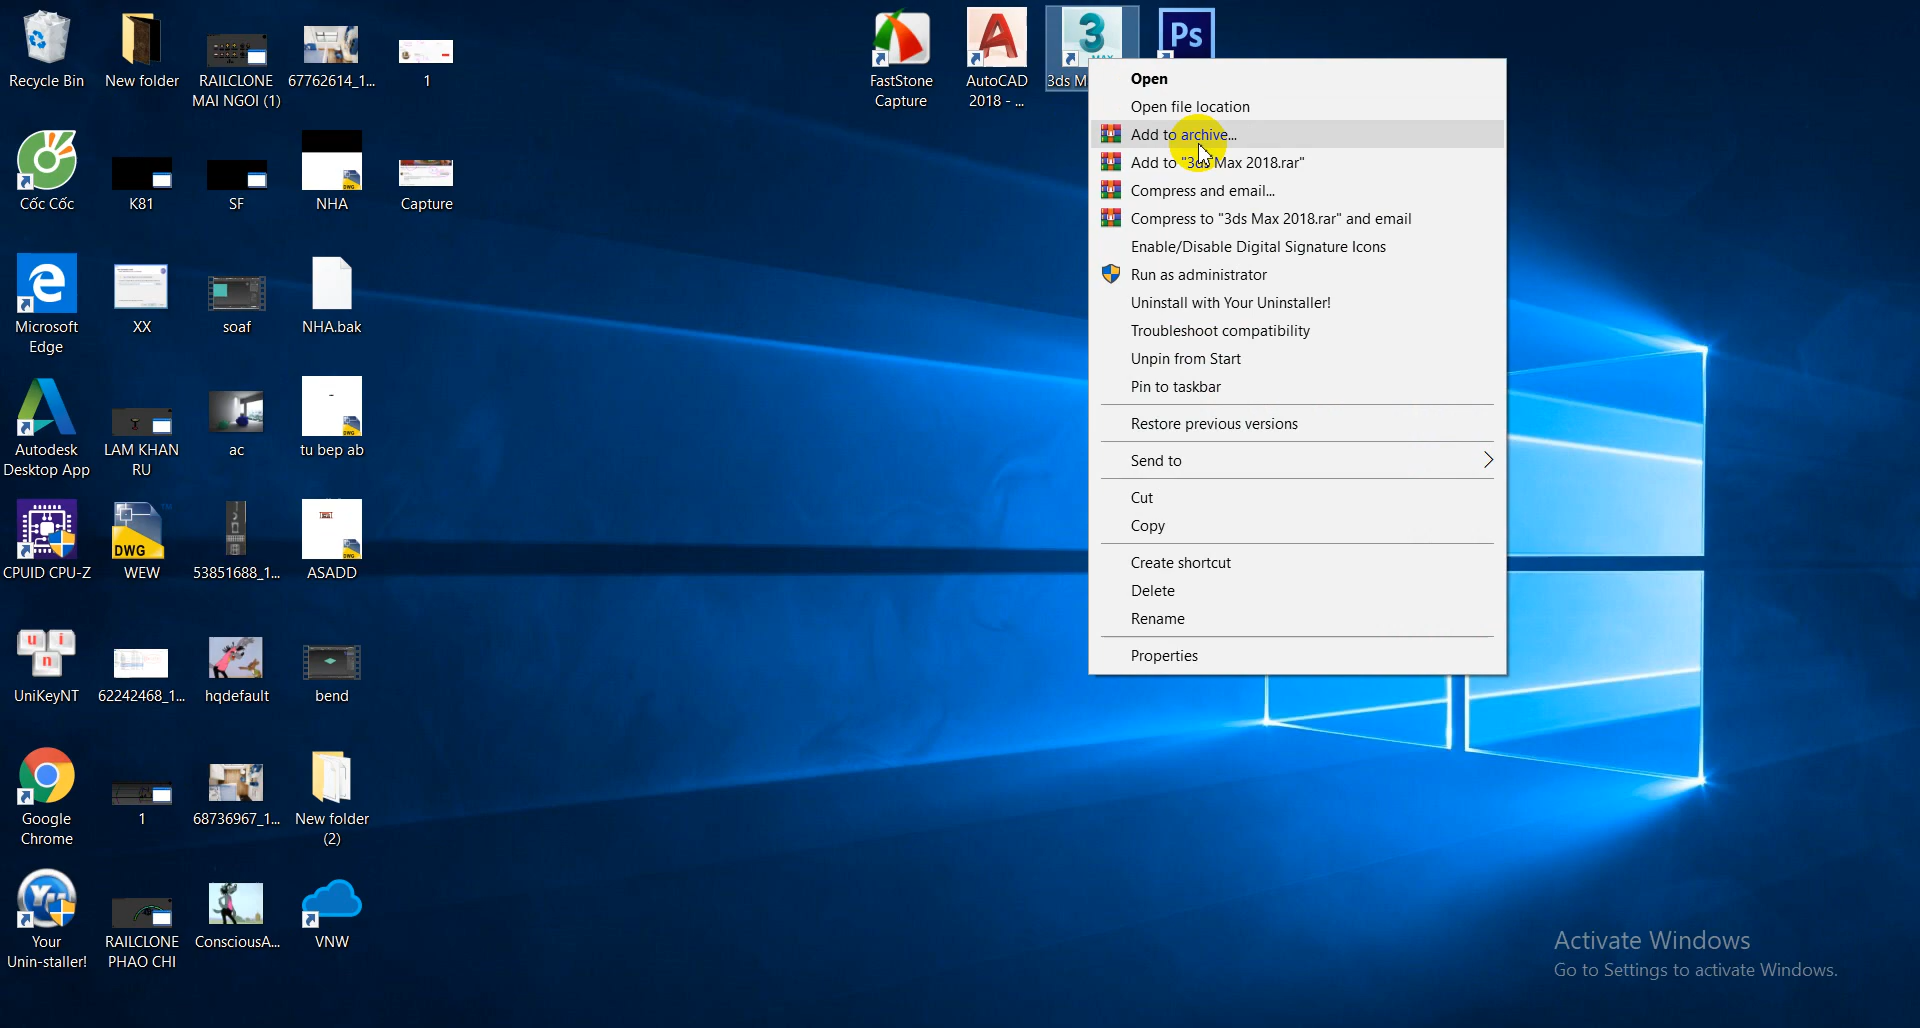 Recycle Bin
New folder
RAILCLONE
MAI NGOI (1)
67762614_1...
1
FastStone
Capture
AutoCAD
2018 - ...
3
MAX
3ds M
Ps
Cốc Cốc
K81
SF
NHA
Capture
Microsoft
Edge
XX
soaf
NHA.bak
Autodesk
Desktop App
LAM KHAN
RU
ac
tu bep ab
CPUID CPU-Z
DWG
WEW
53851688_1...
ASADD
u i
n
UniKeyNT
62242468_1...
hqdefault
bend
Google
Chrome
1
68736967_1...
New folder
(2)
YU
Your
Unin-staller!
RAILCLONE
PHAO CHI
ConsciousA...
VNW
Open
Open file location
Add to archive...
Add to "3ds Max 2018.rar"
Compress and email...
Compress to "3ds Max 2018.rar" and email
Enable/Disable Digital Signature Icons
Run as administrator
Uninstall with Your Uninstaller!
Troubleshoot compatibility
Unpin from Start
Pin to taskbar
Restore previous versions
Send to
Cut
Copy
Create shortcut
Delete
Rename
Properties
Activate Windows
Go to Settings to activate Windows.